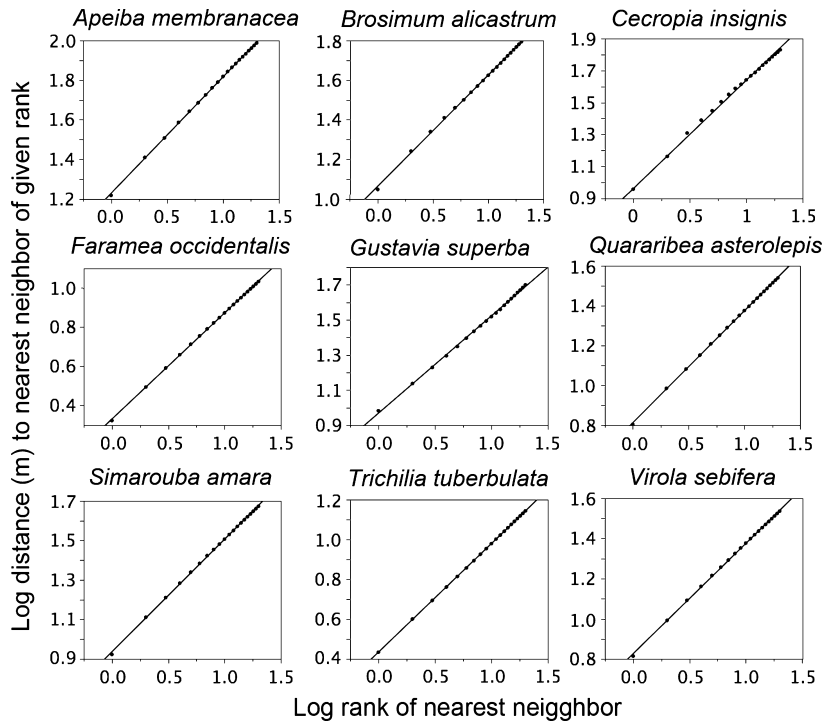 Apeiba membranacea Brosimum alicastrum Cecropia insignis
2.0 1.8 1.9
1.8 1.6 1.7
1.6 1.4 1.5
1.4 1.2 1.3
1.1
1.2 1.0 0.9
0.0 0.5 1.0 1.5 0.0 0.5 1.0 1.5 0 0.5 1 1.5
Faramea occidentalis Gustavia superba Quararibea asterolepis
1.0 1.7 1.6
0.8 1.5 1.4
0.6 1.3 1.2
0.4 1.1 1.0
0.9 0.8
0.0 0.5 1.0 1.5 0.0 0.5 1.0 1.5 0.0 0.5 1.0 1.5
Simarouba amara Trichilia tuberbulata Virola sebifera
1.7 1.2 1.6
1.5 1.0 1.4
1.3 0.8 1.2
1.1 0.6 1.0
0.9 0.4 0.8
0.0 0.5 1.0 1.5 0.0 0.5 1.0 1.5 0.0 0.5 1.0 1.5
Log distance (m) to nearest neighbor of given rank
Log rank of nearest neigghbor